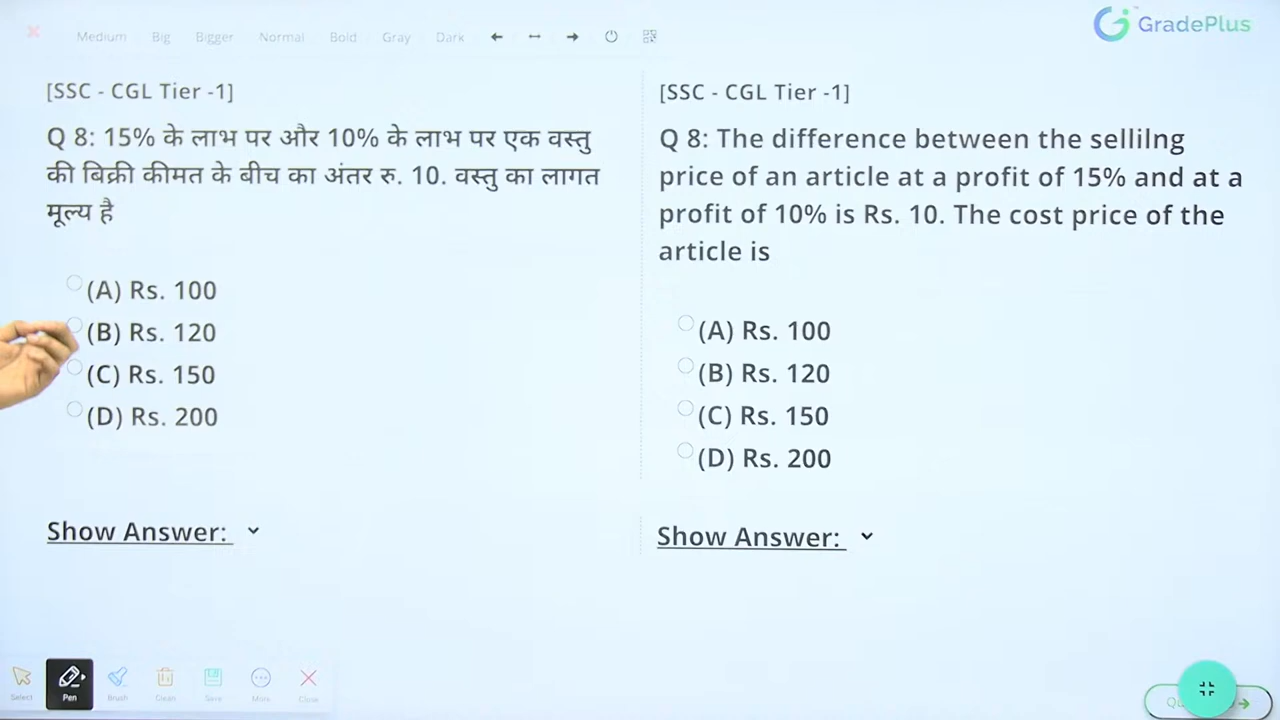 Medium Big Bigger Normal Bold Gray Dark
GradePlus
[SSC - CGL Tier -1]
Q 8: 15% के लाभ पर और 10% के लाभ पर एक वस्तु
की बिक्री कीमत के बीच का अंतर रु. 10. वस्तु का लागत
मूल्य है
(A) Rs. 100
(B) Rs. 120
(C) Rs. 150
(D) Rs. 200
Show Answer:
[SSC - CGL Tier -1]
Q 8: The difference between the sellilng
price of an article at a profit of 15% and at a
profit of 10% is Rs. 10. The cost price of the
article is
(A) Rs. 100
(B) Rs. 120
(C) Rs. 150
(D) Rs. 200
Show Answer:
Select Pen Brush Clean Save More Close